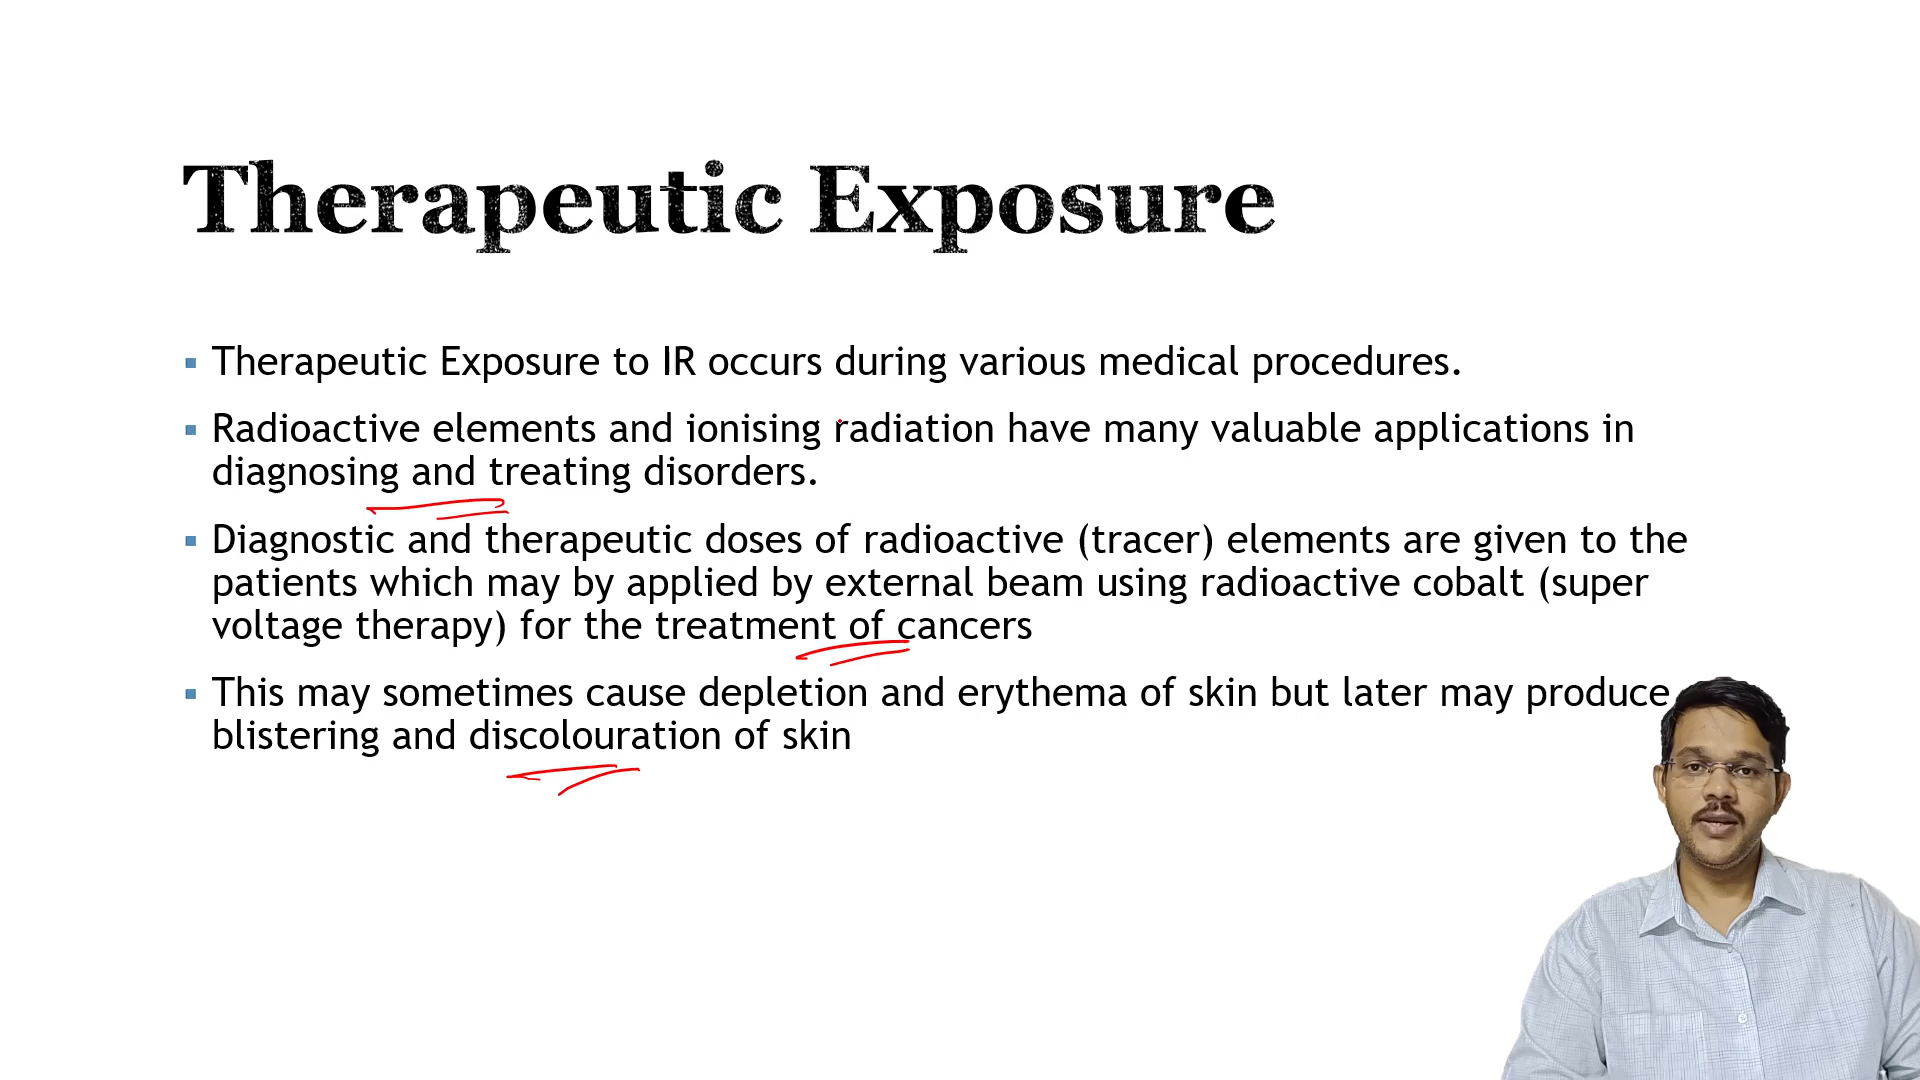 Therapeutic Exposure
Therapeutic Exposure to IR occurs during various medical procedures.
Radioactive elements and ionising radiation have many valuable applications in
diagnosing and treating disorders.
Diagnostic and therapeutic doses of radioactive (tracer) elements are given to the
patients which may by applied by external beam using radioactive cobalt (super
voltage therapy) for the treatment of cancers
This may sometimes cause depletion and erythema of skin but later may produce
blistering and discolouration of skin